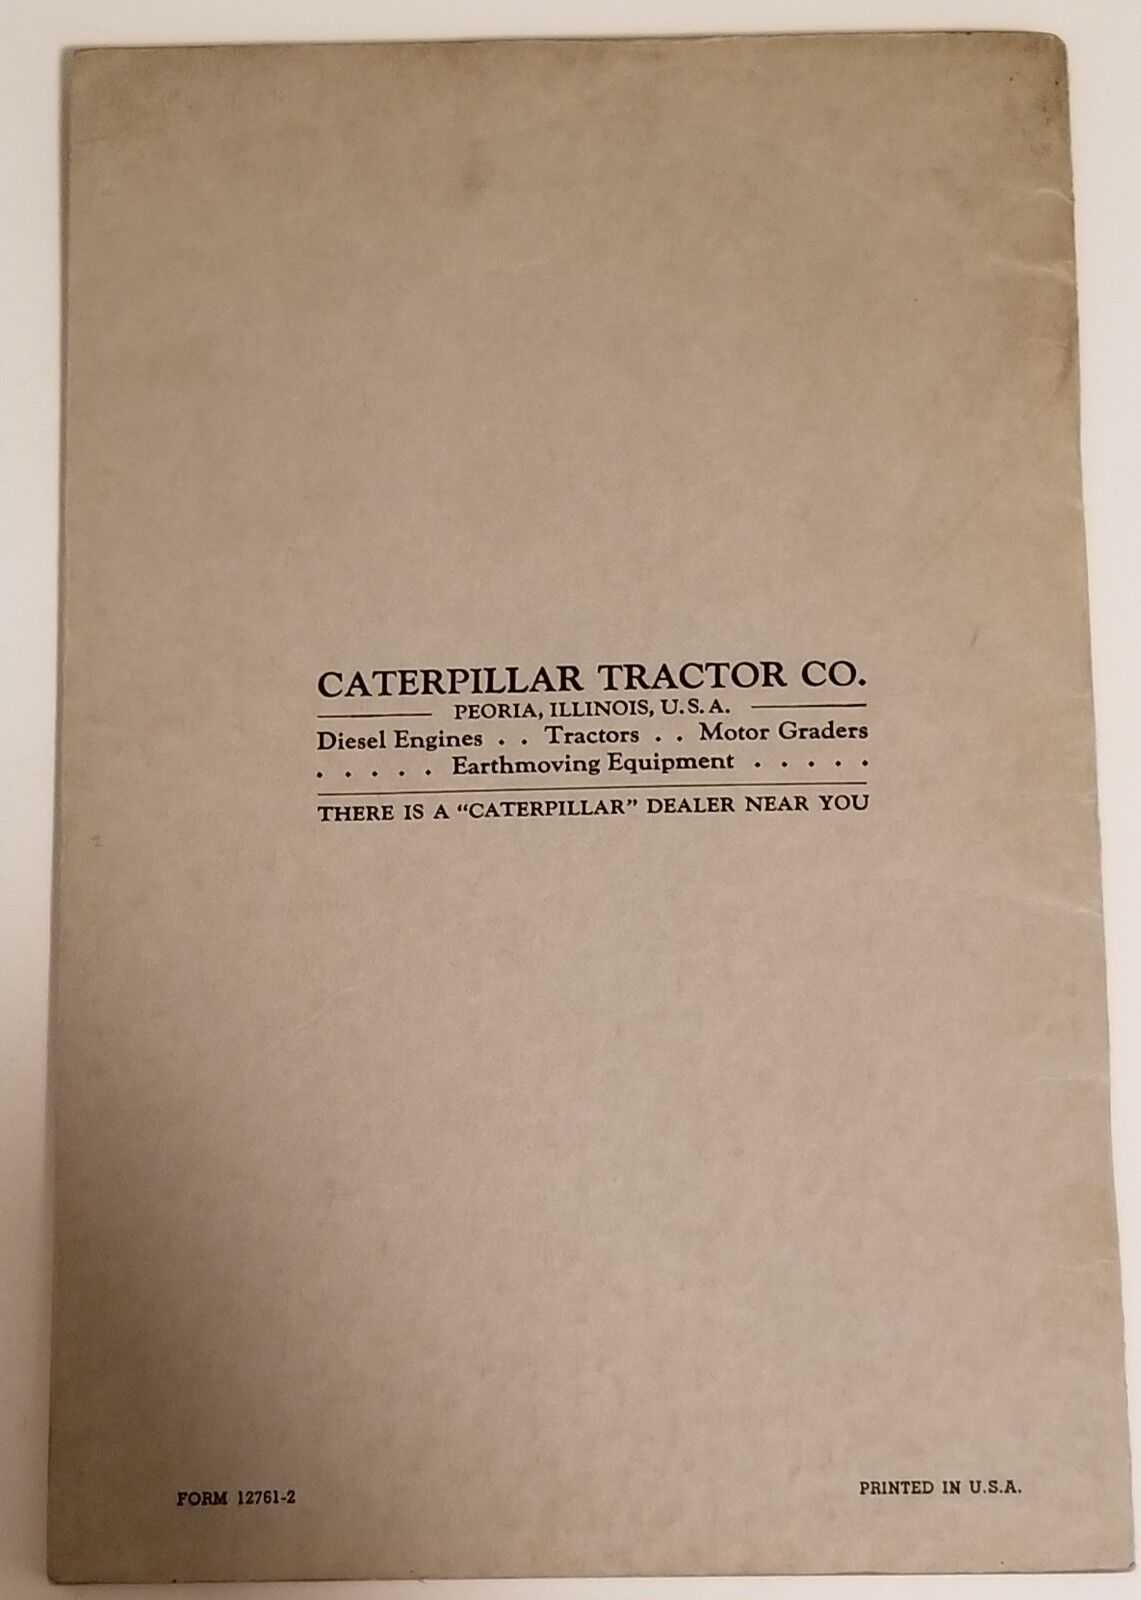 CATERPILLAR TRACTOR CO.
PEORIA, ILLINOIS, U.S.A.
Diesel Engines . . Tractors . . Motor Graders
. . . . . Earthmoving Equipment . . . . .
THERE IS A "CATERPILLAR" DEALER NEAR YOU
FORM 12761-2
PRINTED IN U.S.A.